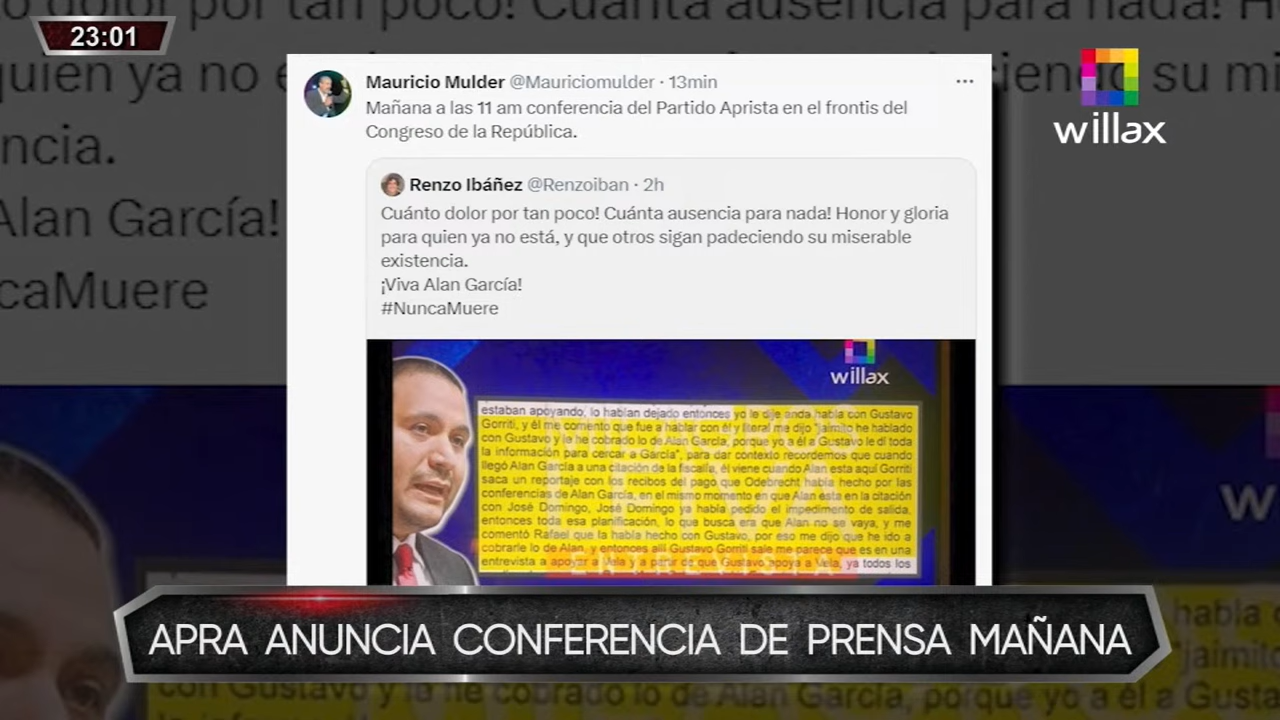 23:01
willax
Mauricio Mulder @Mauriciomulder · 13min
Mañana a las 11 am conferencia del Partido Aprista en el frontis del
Congreso de la República.
Renzo Ibáñez @Renzoiban · 2h
Cuánto dolor por tan poco! Cuánta ausencia para nada! Honor y gloria
para quien ya no está, y que otros sigan padeciendo su miserable
existencia.
¡Viva Alan García!
#NuncaMuere
willax
estaban apoyando, lo habían dejado entonces yo le dije anda habla con Gustavo
Gorriti, y él me comento que fue a hablar con él y literal me dijo "jaimito he hablado
con Gustavo y le he cobrado lo de Alan García, porque yo a él a Gustavo le di toda
la información para cercar a García", para dar contexto recordemos que cuando
llegó Alan García a una citación de la fiscalía, él viene cuando Alan esta aquí Gorriti
saca un reportaje con los recibos del pago que Odebrecht había hecho por las
conferencias de Alan García, en el mismo momento en que Alan esta en la citación
con José Domingo, José Domingo ya había pedido el impedimento de salida,
entonces toda esa planificación, lo que busca era que Alan no se vaya, y me
comentó Rafael que la había hecho con Gustavo, por eso me dijo que he ido a
cobrarle lo de Alan, y entonces allí Gustavo Gorriti sale me parece que es en una
entrevista a apoyar a Vela y a partir de que Gustavo apoya a Vela, ya todos los
ENTREVISTA
APRA ANUNCIA CONFERENCIA DE PRENSA MAÑANA